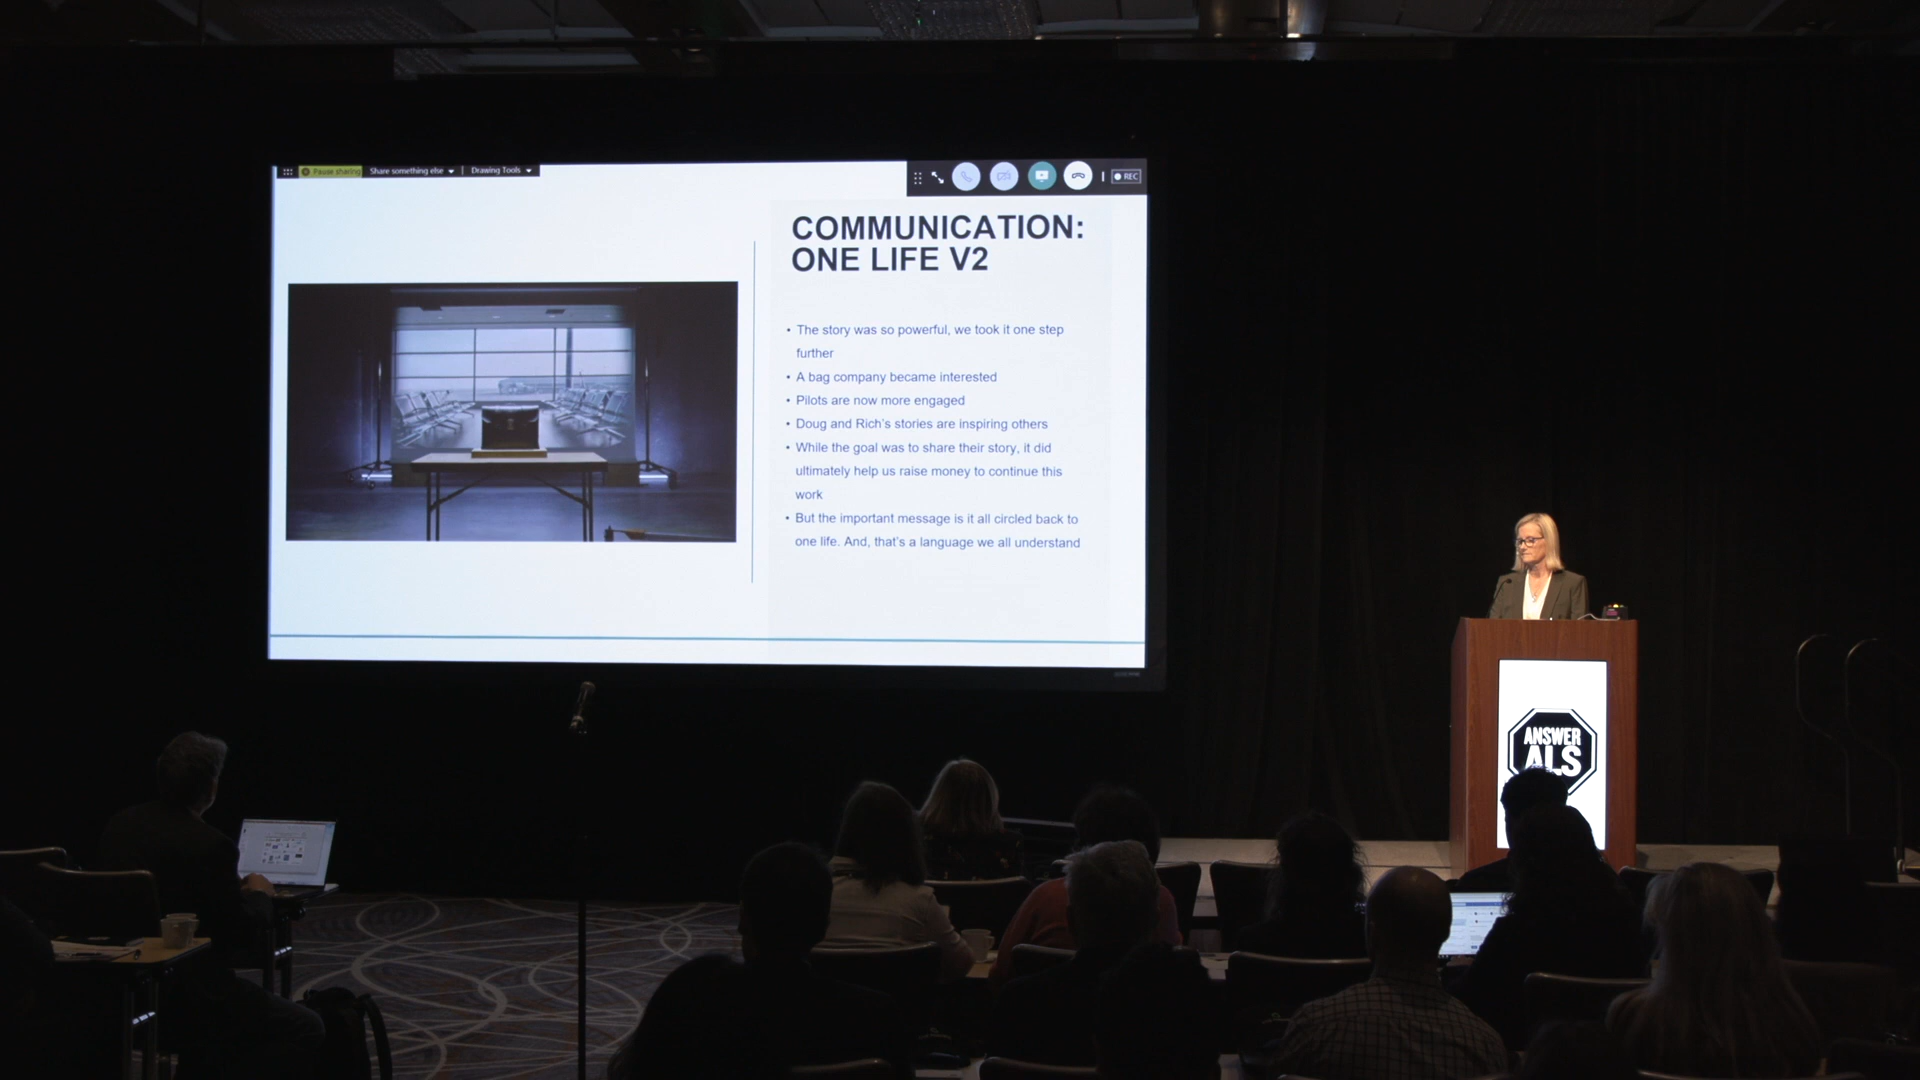 Pause sharing
Share something else
Drawing Tools
REC
COMMUNICATION:
ONE LIFE V2
• The story was so powerful, we took it one step
further
• A bag company became interested
• Pilots are now more engaged
• Doug and Rich's stories are inspiring others
• While the goal was to share their story, it did
ultimately help us raise money to continue this
work
• But the important message is it all circled back to
one life. And, that's a language we all understand
ANSWER
ALS